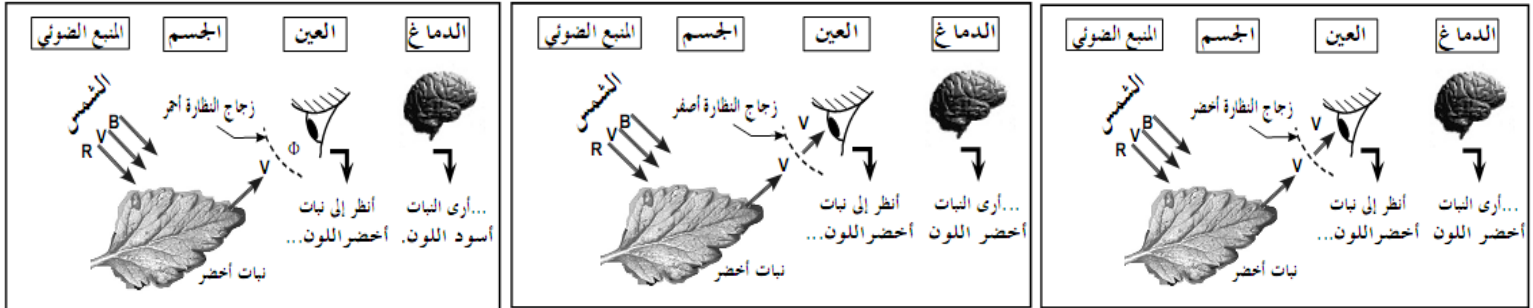 الدماغ العين الجسم المنبع الضوئي
الشمس
زجاج النظارة أحمر
B
V
R
Φ
V
...أرى النبات
أسود اللون.
أنظر إلى نبات
أخضر اللون...
نبات أخضر
الدماغ العين الجسم المنبع الضوئي
الشمس
زجاج النظارة أصفر
B
V
R
V
V
...أرى النبات
أخضر اللون
أنظر إلى نبات
أخضر اللون...
نبات أخضر
الدماغ العين الجسم المنبع الضوئي
الشمس
زجاج النظارة أخضر
B
V
R
V
V
...أرى النبات
أخضر اللون
أنظر إلى نبات
أخضر اللون...
نبات أخضر